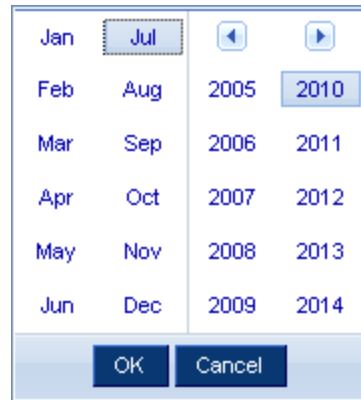 Jan Jul
Feb Aug 2005 2010
Mar Sep 2006 2011
Apr Oct 2007 2012
May Nov 2008 2013
Jun Dec 2009 2014
OK Cancel